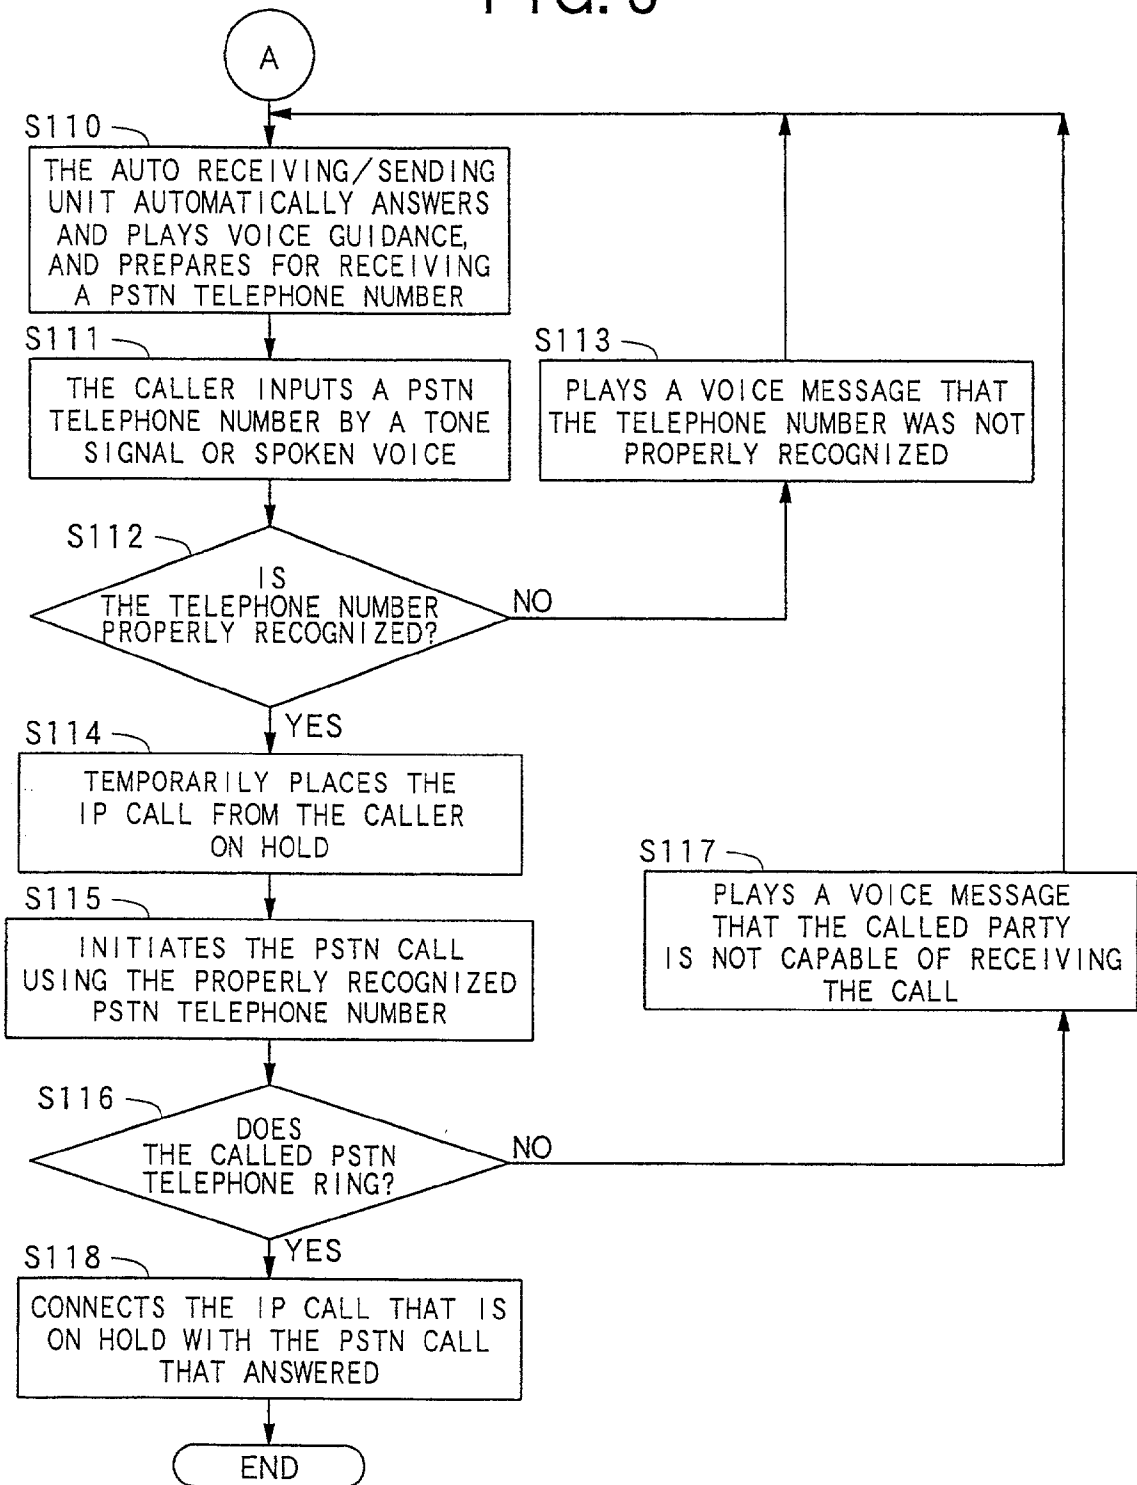 A
S110
THE AUTO RECEIVING/SENDING
UNIT AUTOMATICALLY ANSWERS
AND PLAYS VOICE GUIDANCE,
AND PREPARES FOR RECEIVING
A PSTN TELEPHONE NUMBER
S111
THE CALLER INPUTS A PSTN
TELEPHONE NUMBER BY A TONE
SIGNAL OR SPOKEN VOICE
S113
PLAYS A VOICE MESSAGE THAT
THE TELEPHONE NUMBER WAS NOT
PROPERLY RECOGNIZED
S112
IS
THE TELEPHONE NUMBER
PROPERLY RECOGNIZED?
NO
YES
S114
TEMPORARILY PLACES THE
IP CALL FROM THE CALLER
ON HOLD
S115
INITIATES THE PSTN CALL
USING THE PROPERLY RECOGNIZED
PSTN TELEPHONE NUMBER
S117
PLAYS A VOICE MESSAGE
THAT THE CALLED PARTY
IS NOT CAPABLE OF RECEIVING
THE CALL
S116
DOES
THE CALLED PSTN
TELEPHONE RING?
NO
YES
S118
CONNECTS THE IP CALL THAT IS
ON HOLD WITH THE PSTN CALL
THAT ANSWERED
END